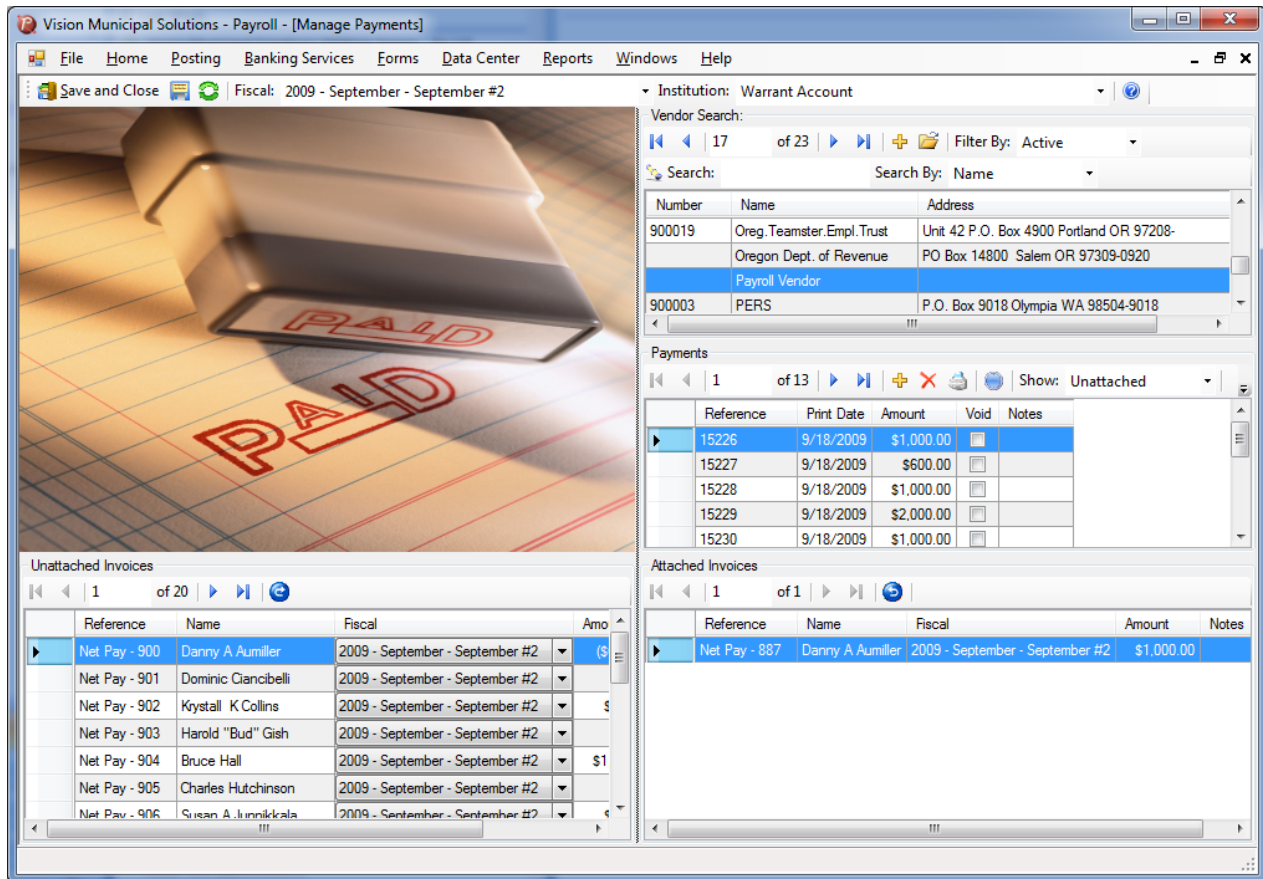 Vision Municipal Solutions - Payroll - [Manage Payments]
File Home Posting Banking Services Forms Data Center Reports Windows Help
Save and Close Fiscal: 2009 - September - September #2 Institution: Warrant Account
PAID
PAID
Vendor Search:
17 of 23 Filter By: Active
Search: Search By: Name
Number Name Address
900019 Oreg.Teamster.Empl.Trust Unit 42 P.O. Box 4900 Portland OR 97208-
Oregon Dept. of Revenue PO Box 14800 Salem OR 97309-0920
Payroll Vendor
900003 PERS P.O. Box 9018 Olympia WA 98504-9018
Payments
1 of 13 Show: Unattached
Reference Print Date Amount Void Notes
15226 9/18/2009 $1,000.00
15227 9/18/2009 $600.00
15228 9/18/2009 $1,000.00
15229 9/18/2009 $2,000.00
15230 9/18/2009 $1,000.00
Unattached Invoices
1 of 20
Reference Name Fiscal Amo
Net Pay - 900 Danny A Aumiller 2009 - September - September #2 ($
Net Pay - 901 Dominic Ciancibelli 2009 - September - September #2
Net Pay - 902 Krystall K Collins 2009 - September - September #2 $
Net Pay - 903 Harold "Bud" Gish 2009 - September - September #2
Net Pay - 904 Bruce Hall 2009 - September - September #2 $1
Net Pay - 905 Charles Hutchinson 2009 - September - September #2
Net Pay - 906 Susan A Junnikkala 2009 - September - September #2 $
Attached Invoices
1 of 1
Reference Name Fiscal Amount Notes
Net Pay - 887 Danny A Aumiller 2009 - September - September #2 $1,000.00